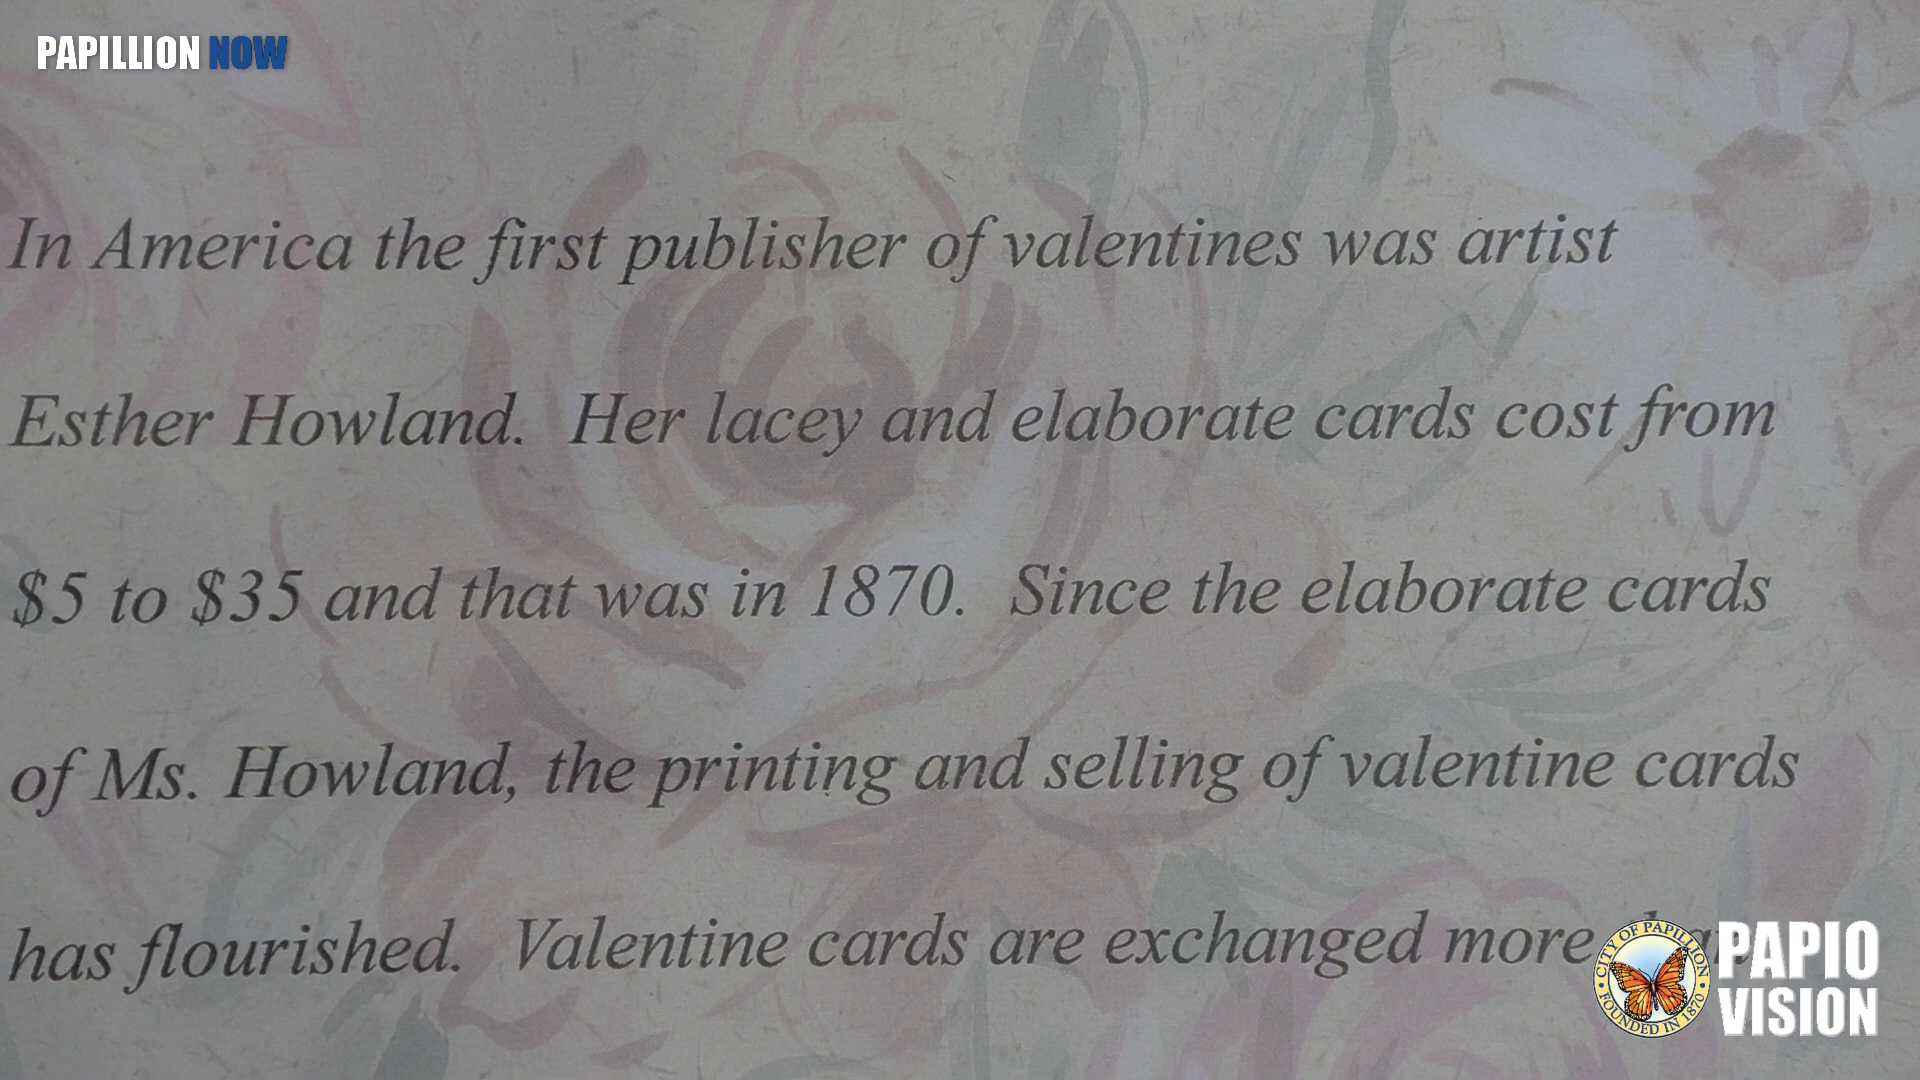 PAPILLION NOW
In America the first publisher of valentines was artist
Esther Howland.  Her lacey and elaborate cards cost from
$5 to $35 and that was in 1870.  Since the elaborate cards
of Ms. Howland, the printing and selling of valentine cards
has flourished.  Valentine cards are exchanged more
CITY OF PAPILLION
FOUNDED IN 1870
PAPIO
VISION